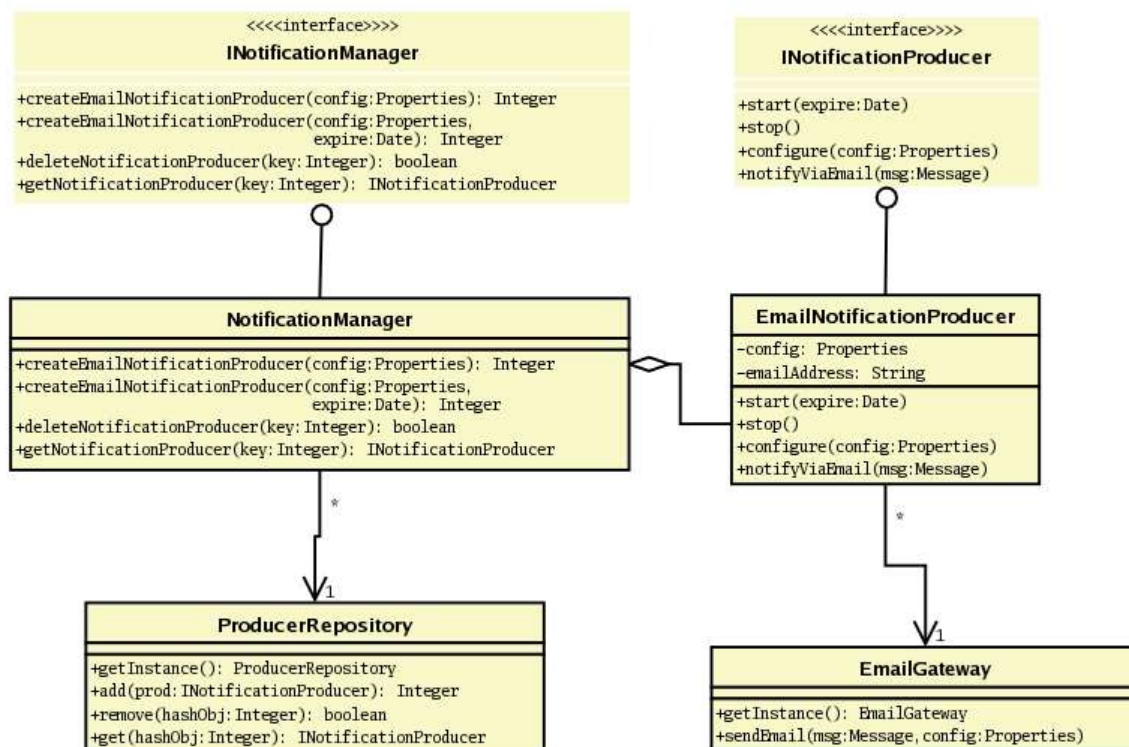 <<<<interface>>>>
INotificationManager
+createEmailNotificationProducer(config:Properties): Integer
+createEmailNotificationProducer(config:Properties,
expire:Date): Integer
+deleteNotificationProducer(key:Integer): boolean
+getNotificationProducer(key:Integer): INotificationProducer
<<<<interface>>>>
INotificationProducer
+start(expire:Date)
+stop()
+configure(config:Properties)
+notifyViaEmail(msg:Message)
NotificationManager
+createEmailNotificationProducer(config:Properties): Integer
+createEmailNotificationProducer(config:Properties,
expire:Date): Integer
+deleteNotificationProducer(key:Integer): boolean
+getNotificationProducer(key:Integer): INotificationProducer
EmailNotificationProducer
-config: Properties
-emailAddress: String
+start(expire:Date)
+stop()
+configure(config:Properties)
+notifyViaEmail(msg:Message)
*
1
*
1
ProducerRepository
+getInstance(): ProducerRepository
+add(prod:INotificationProducer): Integer
+remove(hashObj:Integer): boolean
+get(hashObj:Integer): INotificationProducer
EmailGateway
+getInstance(): EmailGateway
+sendEmail(msg:Message,config:Properties)